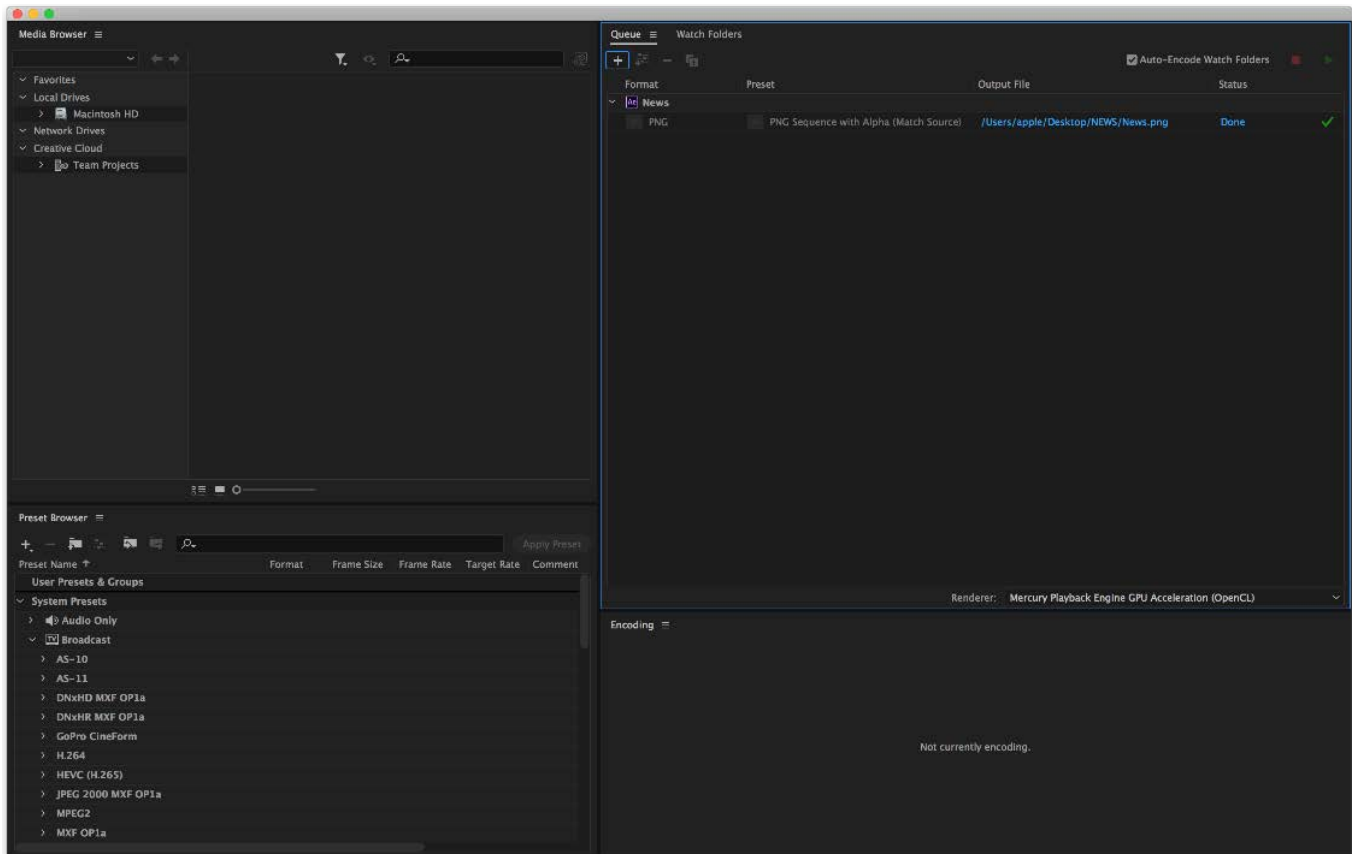 Media Browser
Favorites
Local Drives
Macintosh HD
Network Drives
Creative Cloud
Team Projects
Queue Watch Folders
Auto-Encode Watch Folders
Format Preset Output File Status
Ae News
PNG PNG Sequence with Alpha (Match Source) /Users/apple/Desktop/NEWS/News.png Done
Renderer: Mercury Playback Engine GPU Acceleration (OpenCL)
Preset Browser
Apply Preset
Preset Name Format Frame Size Frame Rate Target Rate Comment
User Presets & Groups
System Presets
Audio Only
TV Broadcast
AS-10
AS-11
DNxHD MXF OP1a
DNxHR MXF OP1a
GoPro CineForm
H.264
HEVC (H.265)
JPEG 2000 MXF OP1a
MPEG2
MXF OP1a
Encoding
Not currently encoding.